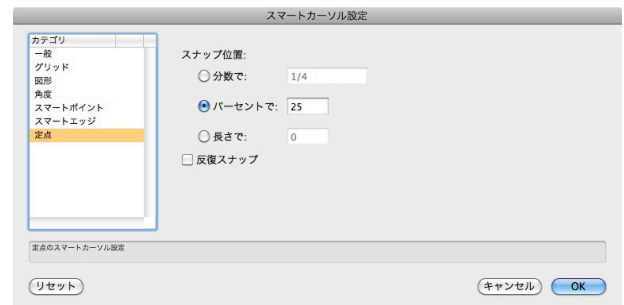 スマートカーソル設定
カテゴリ
一般
グリッド
図形
角度
スマートポイント
スマートエッジ
定点
スナップ位置:
分数で: 1/4
パーセントで: 25
長さで: 0
反復スナップ
定点のスマートカーソル設定
リセット キャンセル OK